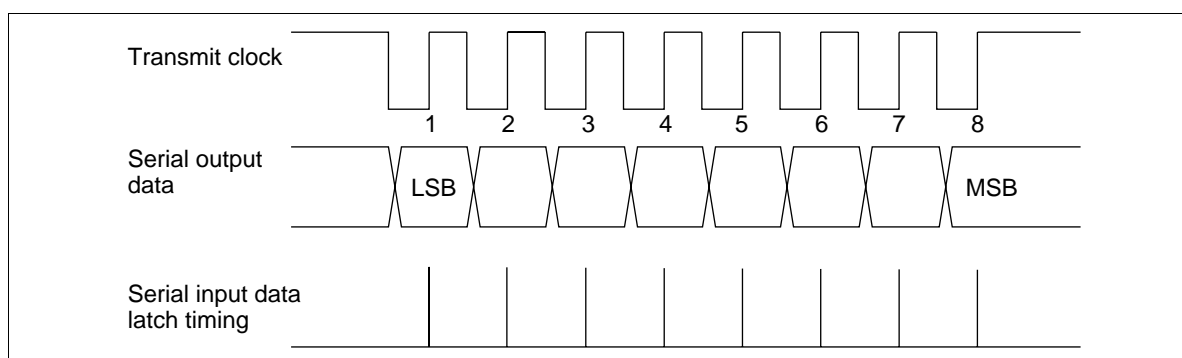 Transmit clock
1 2 3 4 5 6 7 8
Serial output
data
LSB MSB
Serial input data
latch timing